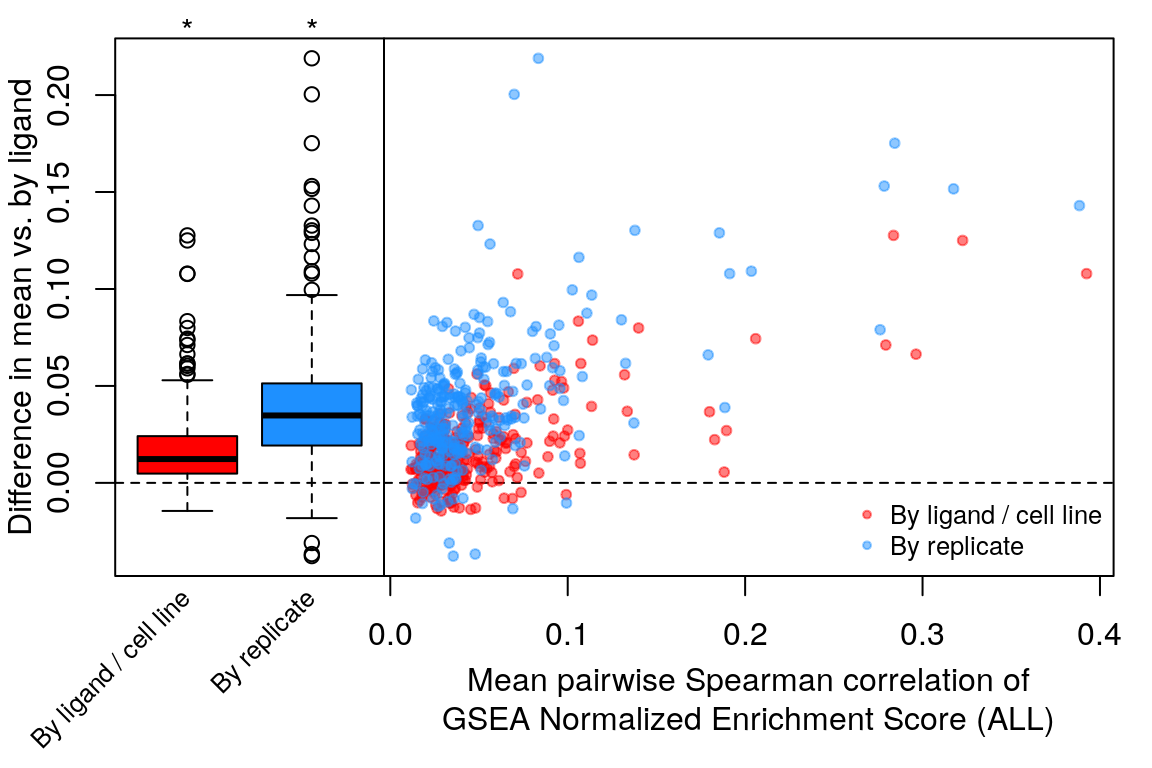 * *
Difference in mean vs. by ligand
0.20
0.15
0.10
0.05
0.00
By ligand / cell line
By replicate
By ligand / cell line
By replicate
0.0 0.1 0.2 0.3 0.4
Mean pairwise Spearman correlation of
GSEA Normalized Enrichment Score (ALL)